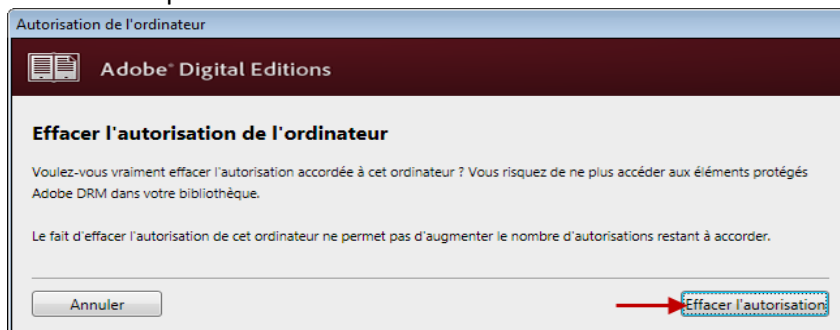 Autorisation de l'ordinateur
Adobe® Digital Editions
Effacer l'autorisation de l'ordinateur
Voulez-vous vraiment effacer l'autorisation accordée à cet ordinateur ? Vous risquez de ne plus accéder aux éléments protégés
Adobe DRM dans votre bibliothèque.
Le fait d'effacer l'autorisation de cet ordinateur ne permet pas d'augmenter le nombre d'autorisations restant à accorder.
Annuler
Effacer l'autorisation